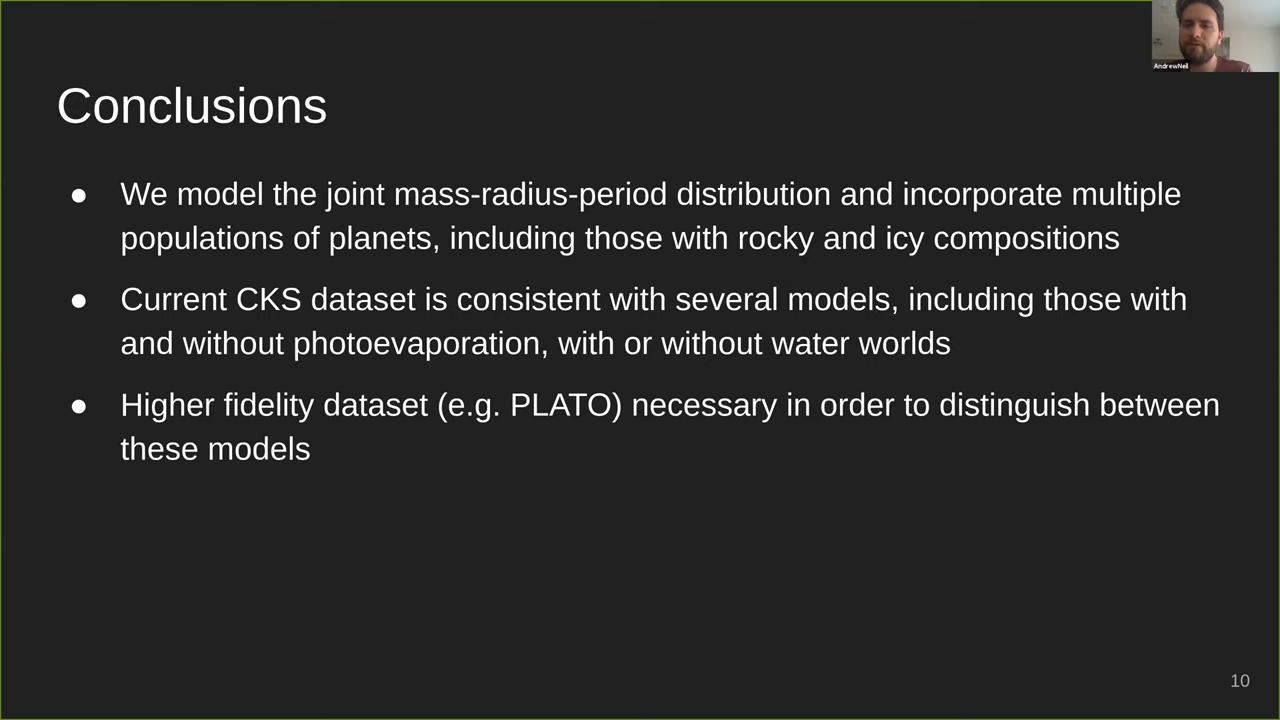 AndrewNeil
Conclusions
● We model the joint mass-radius-period distribution and incorporate multiple
populations of planets, including those with rocky and icy compositions
● Current CKS dataset is consistent with several models, including those with
and without photoevaporation, with or without water worlds
● Higher fidelity dataset (e.g. PLATO) necessary in order to distinguish between
these models
10